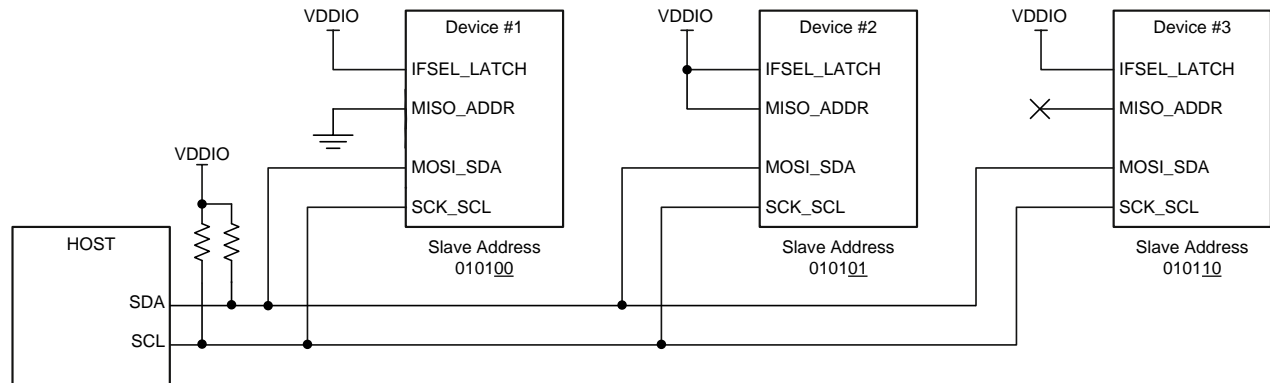 VDDIO
Device #1
IFSEL_LATCH
MISO_ADDR
MOSI_SDA
SCK_SCL
Slave Address
010100
VDDIO
Device #2
IFSEL_LATCH
MISO_ADDR
MOSI_SDA
SCK_SCL
Slave Address
010101
VDDIO
Device #3
IFSEL_LATCH
MISO_ADDR
MOSI_SDA
SCK_SCL
Slave Address
010110
VDDIO
HOST
SDA
SCL